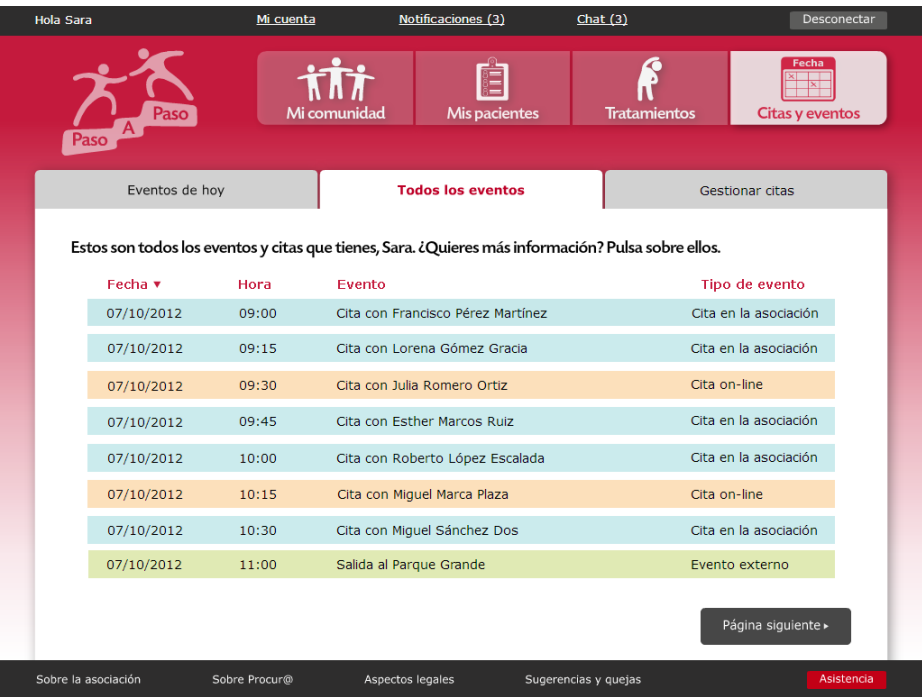 Hola Sara Mi cuenta Notificaciones (3) Chat (3) Desconectar
Paso A Paso
Mi comunidad Mis pacientes Tratamientos Fecha Citas y eventos
Eventos de hoy Todos los eventos Gestionar citas
Estos son todos los eventos y citas que tienes, Sara. ¿Quieres más información? Pulsa sobre ellos.
Fecha ▼ Hora Evento Tipo de evento
07/10/2012 09:00 Cita con Francisco Pérez Martínez Cita en la asociación
07/10/2012 09:15 Cita con Lorena Gómez Gracia Cita en la asociación
07/10/2012 09:30 Cita con Julia Romero Ortiz Cita on-line
07/10/2012 09:45 Cita con Esther Marcos Ruiz Cita en la asociación
07/10/2012 10:00 Cita con Roberto López Escalada Cita en la asociación
07/10/2012 10:15 Cita con Miguel Marca Plaza Cita on-line
07/10/2012 10:30 Cita con Miguel Sánchez Dos Cita en la asociación
07/10/2012 11:00 Salida al Parque Grande Evento externo
Página siguiente ▸
Sobre la asociación Sobre Procur@ Aspectos legales Sugerencias y quejas Asistencia